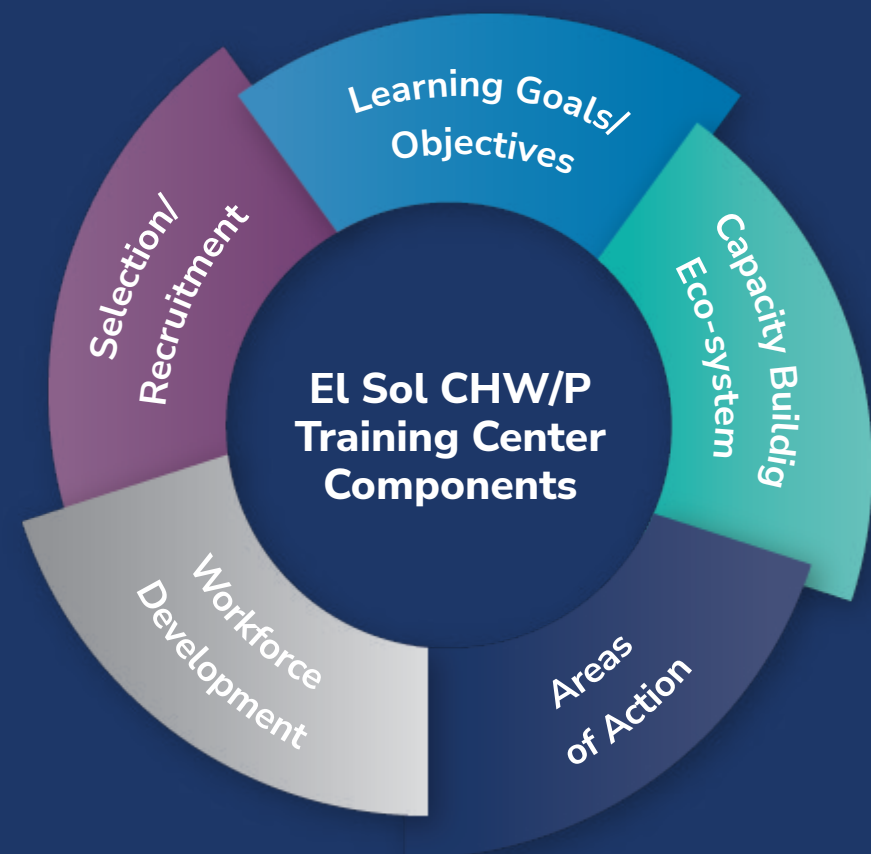 Learning Goals/
Objectives
Capacity Buildig
Eco-system
Areas
of Action
Workforce
Development
Selection/
Recruitment
El Sol CHW/P
Training Center
Components